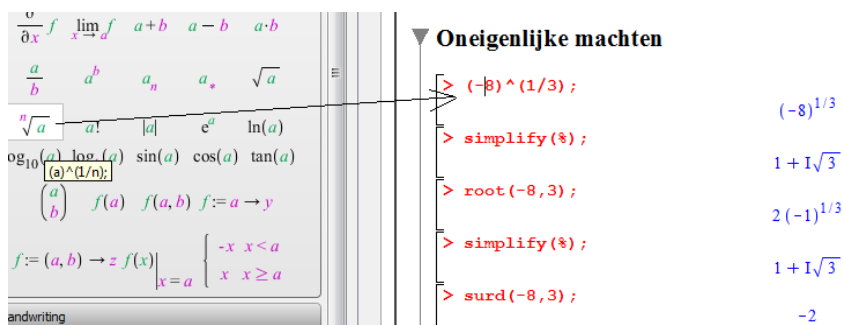 ∂/∂x f lim x→a f a+b a−b a·b
a/b a^b a_n a_* √a
ⁿ√a a! |a| e^a ln(a)
log₁₀(a) log (a) sin(a) cos(a) tan(a)
(a)^(1/n);
(a b) f(a) f(a, b) f := a → y
f := (a, b) → z f(x)| x = a { -x x < a
x x ≥ a
andwriting
Oneigenlijke machten
> (-8)^(1/3);
(-8)^1/3
> simplify(%);
1 + I√3
> root(-8,3);
2 (-1)^1/3
> simplify(%);
1 + I√3
> surd(-8,3);
-2